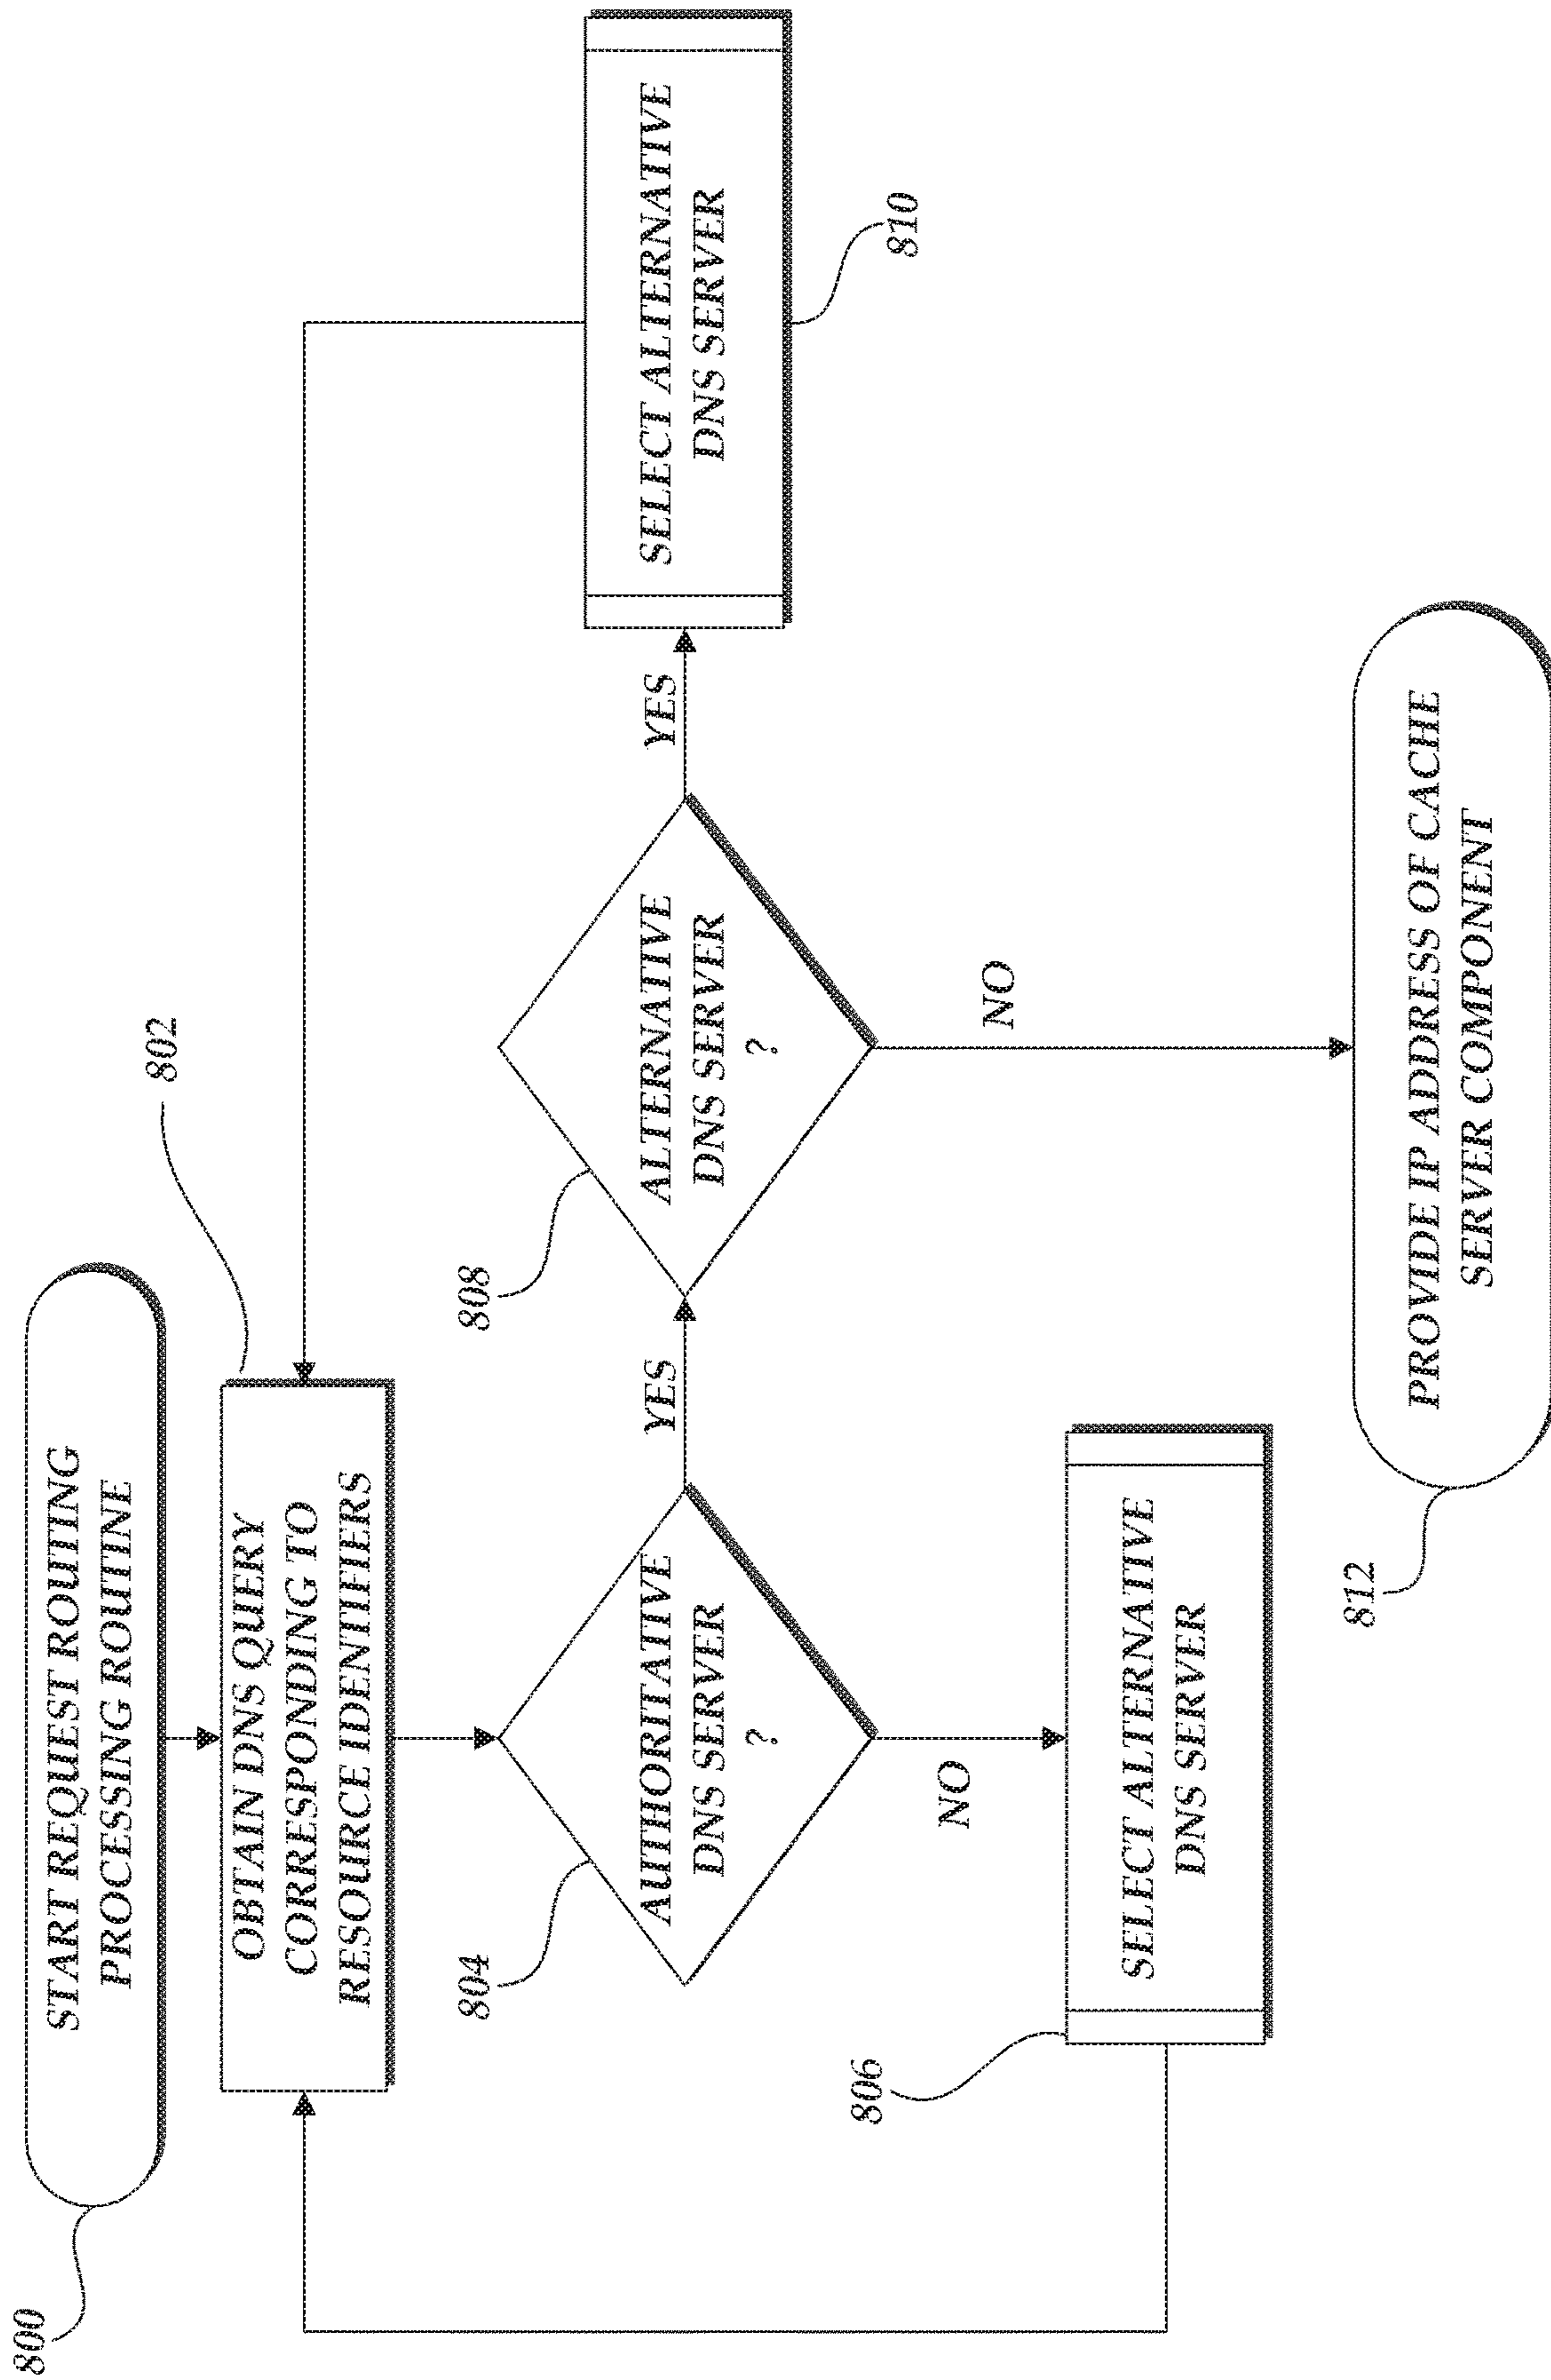 800
START REQUEST ROUTING
PROCESSING ROUTINE
802
OBTAIN DNS QUERY
CORRESPONDING TO
RESOURCE IDENTIFIERS
804
AUTHORITATIVE
DNS SERVER
?
YES
808
ALTERNATIVE
DNS SERVER
?
YES
SELECT ALTERNATIVE
DNS SERVER
810
NO
806
SELECT ALTERNATIVE
DNS SERVER
NO
812
PROVIDE IP ADDRESS OF CACHE
SERVER COMPONENT